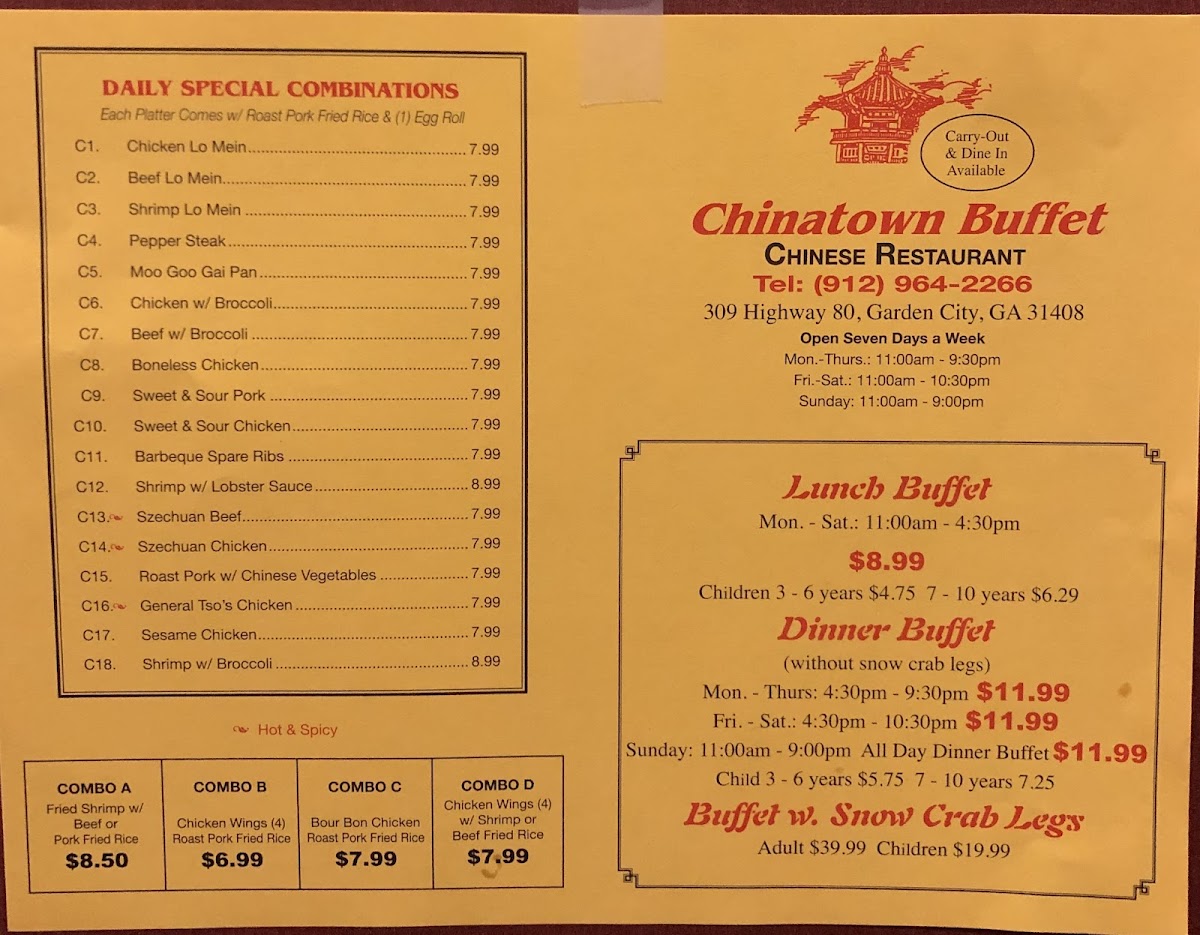 DAILY SPECIAL COMBINATIONS
Each Platter Comes w/ Roast Pork Fried Rice & (1) Egg Roll
C1. Chicken Lo Mein 7.99
C2. Beef Lo Mein 7.99
C3. Shrimp Lo Mein 7.99
C4. Pepper Steak 7.99
C5. Moo Goo Gai Pan 7.99
C6. Chicken w/ Broccoli 7.99
C7. Beef w/ Broccoli 7.99
C8. Boneless Chicken 7.99
C9. Sweet & Sour Pork 7.99
C10. Sweet & Sour Chicken 7.99
C11. Barbeque Spare Ribs 7.99
C12. Shrimp w/ Lobster Sauce 8.99
C13. Szechuan Beef 7.99
C14. Szechuan Chicken 7.99
C15. Roast Pork w/ Chinese Vegetables 7.99
C16. General Tso's Chicken 7.99
C17. Sesame Chicken 7.99
C18. Shrimp w/ Broccoli 8.99
Hot & Spicy
COMBO A
Fried Shrimp w/
Beef or
Pork Fried Rice
$8.50
COMBO B
Chicken Wings (4)
Roast Pork Fried Rice
$6.99
COMBO C
Bour Bon Chicken
Roast Pork Fried Rice
$7.99
COMBO D
Chicken Wings (4)
w/ Shrimp or
Beef Fried Rice
$7.99
Carry-Out
& Dine In
Available
Chinatown Buffet
CHINESE RESTAURANT
Tel: (912) 964-2266
309 Highway 80, Garden City, GA 31408
Open Seven Days a Week
Mon.-Thurs.: 11:00am - 9:30pm
Fri.-Sat.: 11:00am - 10:30pm
Sunday: 11:00am - 9:00pm
Lunch Buffet
Mon. - Sat.: 11:00am - 4:30pm
$8.99
Children 3 - 6 years $4.75 7 - 10 years $6.29
Dinner Buffet
(without snow crab legs)
Mon. - Thurs: 4:30pm - 9:30pm $11.99
Fri. - Sat.: 4:30pm - 10:30pm $11.99
Sunday: 11:00am - 9:00pm All Day Dinner Buffet $11.99
Child 3 - 6 years $5.75 7 - 10 years 7.25
Buffet w. Snow Crab Legs
Adult $39.99 Children $19.99